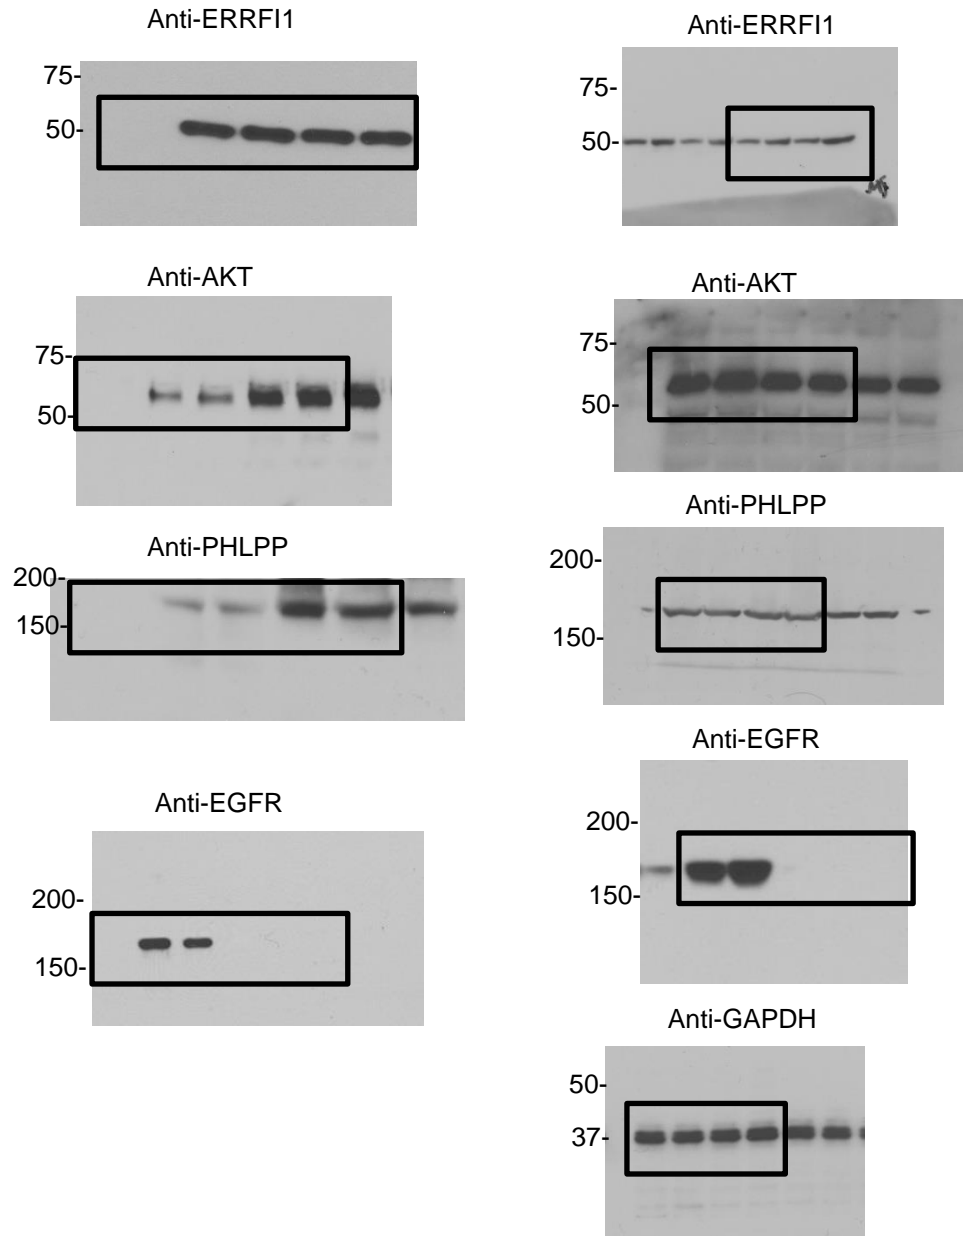 Anti-ERRFI1
75-
50-
Anti-AKT
75-
50-
Anti-PHLPP
200-
150-
Anti-EGFR
200-
150-
Anti-ERRFI1
75-
50-
Anti-AKT
75-
50-
Anti-PHLPP
200-
150-
Anti-EGFR
200-
150-
Anti-GAPDH
50-
37-